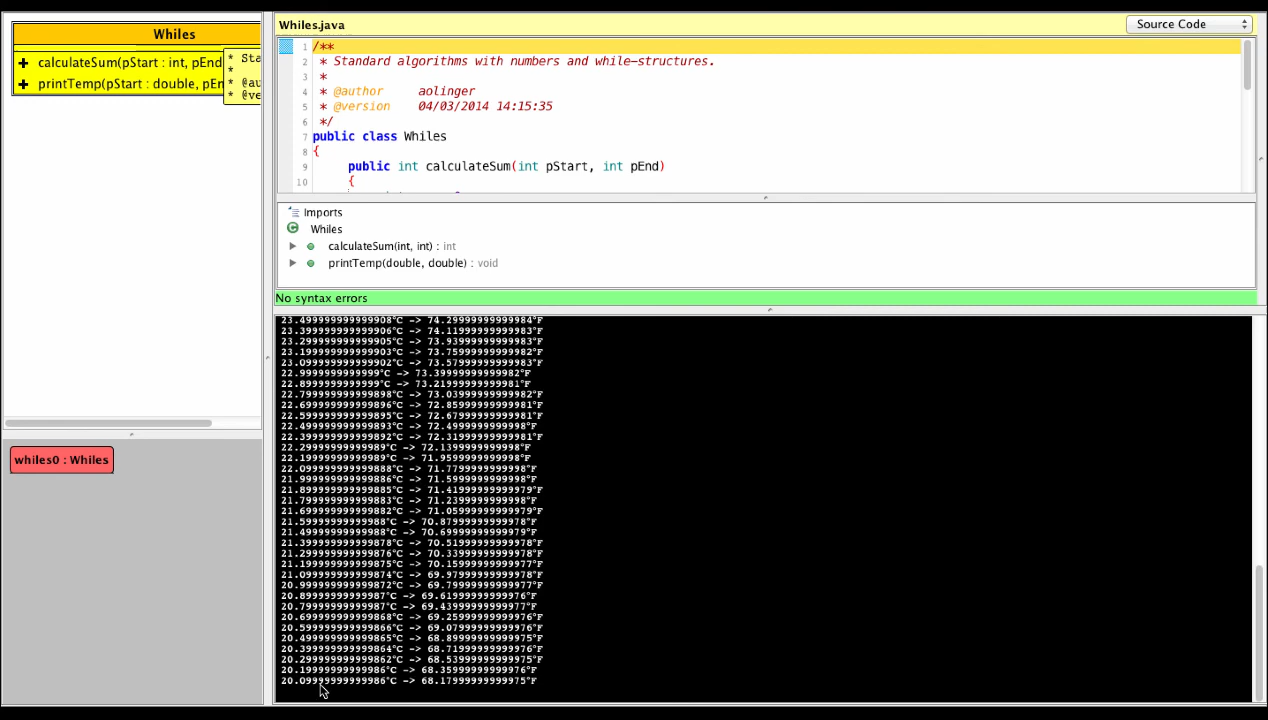 Whiles
calculateSum(pStart : int, pEnd
printTemp(pStart : double, pEn
* Sta
*
* @au
* @ve
whiles0 : Whiles
Whiles.java
Source Code
1 /**
2 * Standard algorithms with numbers and while-structures.
3 *
4 * @author aolinger
5 * @version 04/03/2014 14:15:35
6 */
7 public class Whiles
8 {
9 public int calculateSum(int pStart, int pEnd)
10 {
Imports
Whiles
calculateSum(int, int) : int
printTemp(double, double) : void
No syntax errors
23.499999999999908°C -> 74.29999999999984°F
23.399999999999906°C -> 74.11999999999983°F
23.299999999999905°C -> 73.93999999999983°F
23.199999999999903°C -> 73.75999999999982°F
23.099999999999902°C -> 73.57999999999983°F
22.9999999999999°C -> 73.39999999999982°F
22.8999999999999°C -> 73.21999999999981°F
22.799999999999898°C -> 73.03999999999982°F
22.699999999999896°C -> 72.85999999999981°F
22.599999999999895°C -> 72.67999999999981°F
22.499999999999893°C -> 72.4999999999998°F
22.399999999999892°C -> 72.31999999999981°F
22.29999999999989°C -> 72.1399999999998°F
22.19999999999989°C -> 71.9599999999998°F
22.099999999999888°C -> 71.7799999999998°F
21.999999999999886°C -> 71.5999999999998°F
21.899999999999885°C -> 71.41999999999979°F
21.799999999999883°C -> 71.2399999999998°F
21.699999999999882°C -> 71.05999999999979°F
21.59999999999988°C -> 70.87999999999978°F
21.49999999999988°C -> 70.69999999999979°F
21.399999999999878°C -> 70.51999999999978°F
21.299999999999876°C -> 70.33999999999978°F
21.199999999999875°C -> 70.15999999999977°F
21.099999999999874°C -> 69.97999999999978°F
20.999999999999872°C -> 69.79999999999977°F
20.89999999999987°C -> 69.61999999999976°F
20.79999999999987°C -> 69.43999999999977°F
20.699999999999868°C -> 69.25999999999976°F
20.599999999999866°C -> 69.07999999999976°F
20.499999999999865°C -> 68.89999999999975°F
20.399999999999864°C -> 68.71999999999976°F
20.299999999999862°C -> 68.53999999999975°F
20.19999999999986°C -> 68.35999999999976°F
20.09999999999986°C -> 68.17999999999975°F